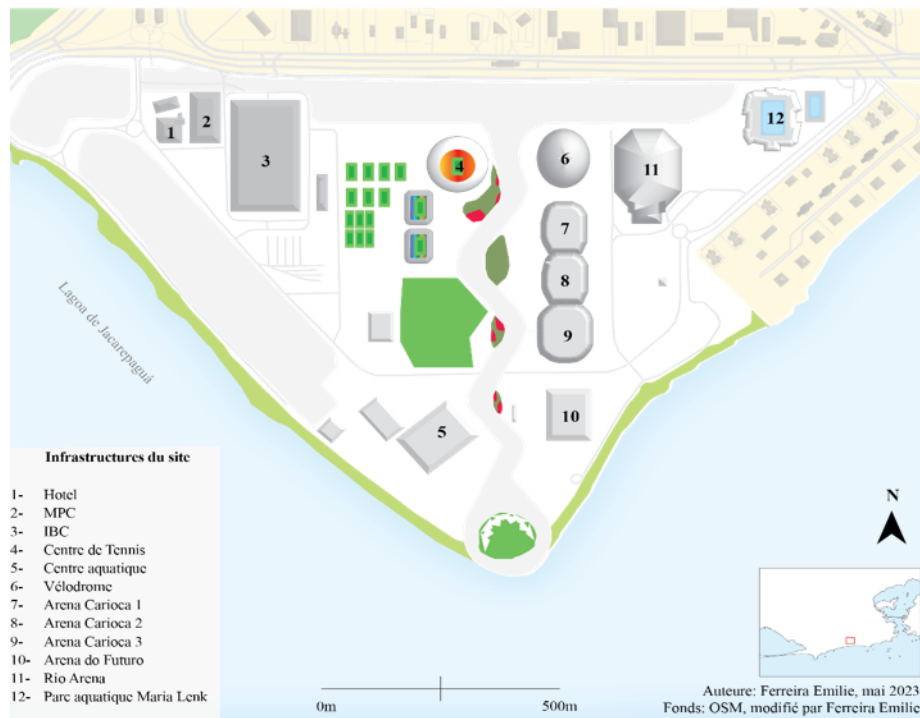 1
2
3
4
6
11
12
7
8
9
10
5
Lagoa de Jacarepaguá
Infrastructures du site
1- Hotel
2- MPC
3- IBC
4- Centre de Tennis
5- Centre aquatique
6- Vélodrome
7- Arena Carioca 1
8- Arena Carioca 2
9- Arena Carioca 3
10- Arena do Futuro
11- Rio Arena
12- Parc aquatique Maria Lenk
N
0m 500m
Auteure: Ferreira Emilie, mai 2023
Fonds: OSM, modifié par Ferreira Emilie